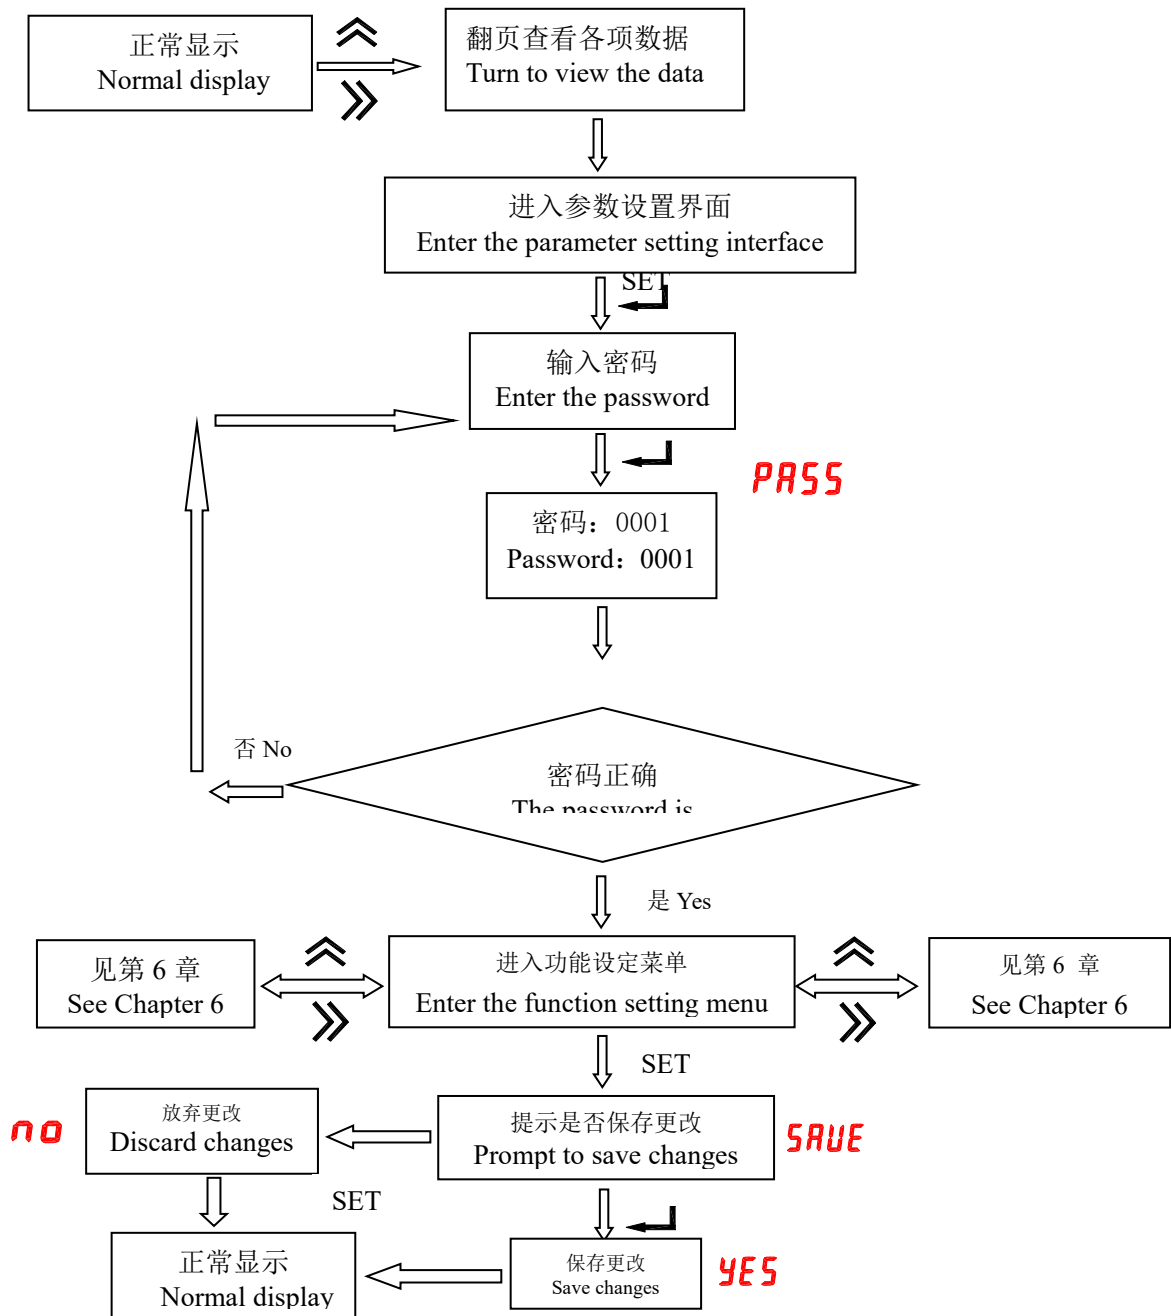 正常显示
Normal display
翻页查看各项数据
Turn to view the data
进入参数设置界面
Enter the parameter setting interface
SET
输入密码
Enter the password
PASS
密码：0001
Password：0001
否 No
密码正确
The password is
是 Yes
见第 6 章
See Chapter 6
进入功能设定菜单
Enter the function setting menu
见第 6 章
See Chapter 6
SET
no
放弃更改
Discard changes
提示是否保存更改
Prompt to save changes
SAVE
SET
正常显示
Normal display
保存更改
Save changes
YES